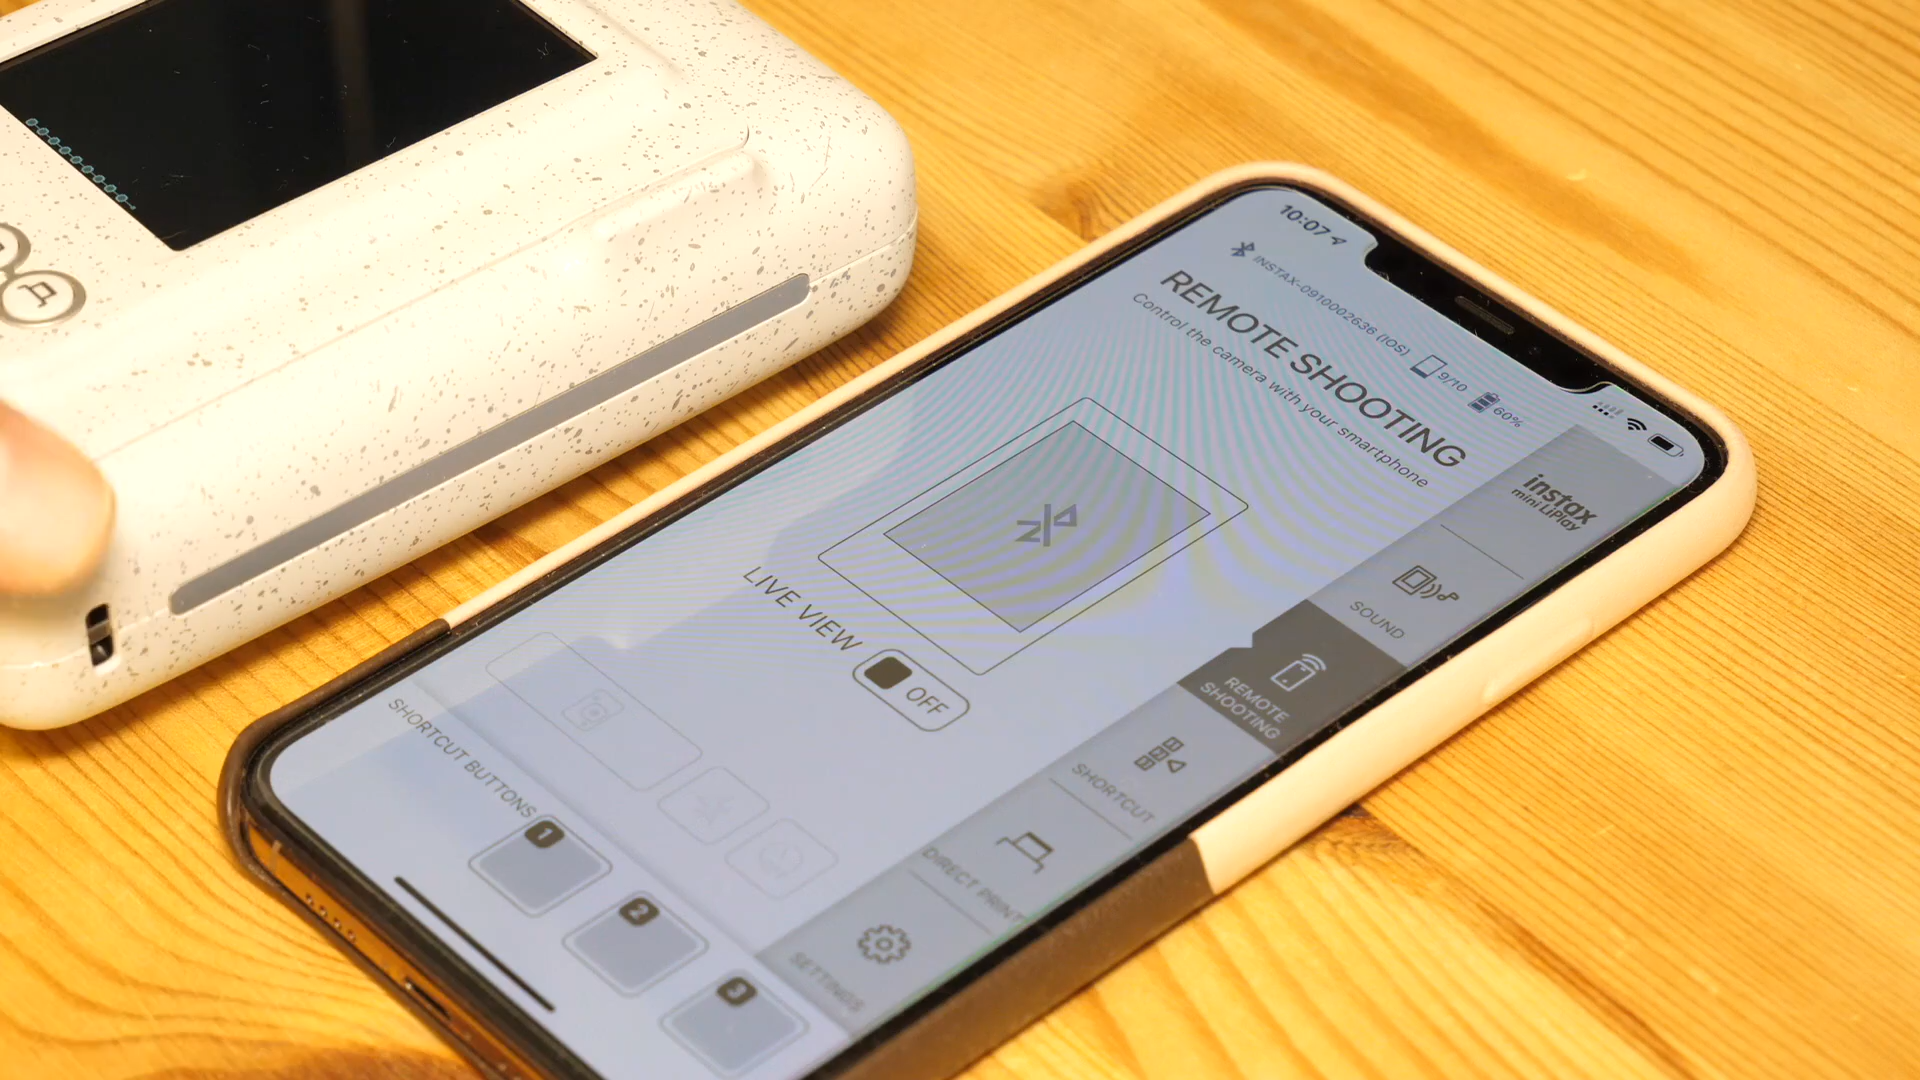 10:07
INSTAX-0910002636 (IOS)
9/10
60%
REMOTE SHOOTING
Control the camera with your smartphone
LIVE VIEW
OFF
SHORTCUT BUTTONS
1
2
3
instax
mini LiPlay
SOUND
REMOTE
SHOOTING
SHORTCUT
DIRECT PRINT
SETTINGS